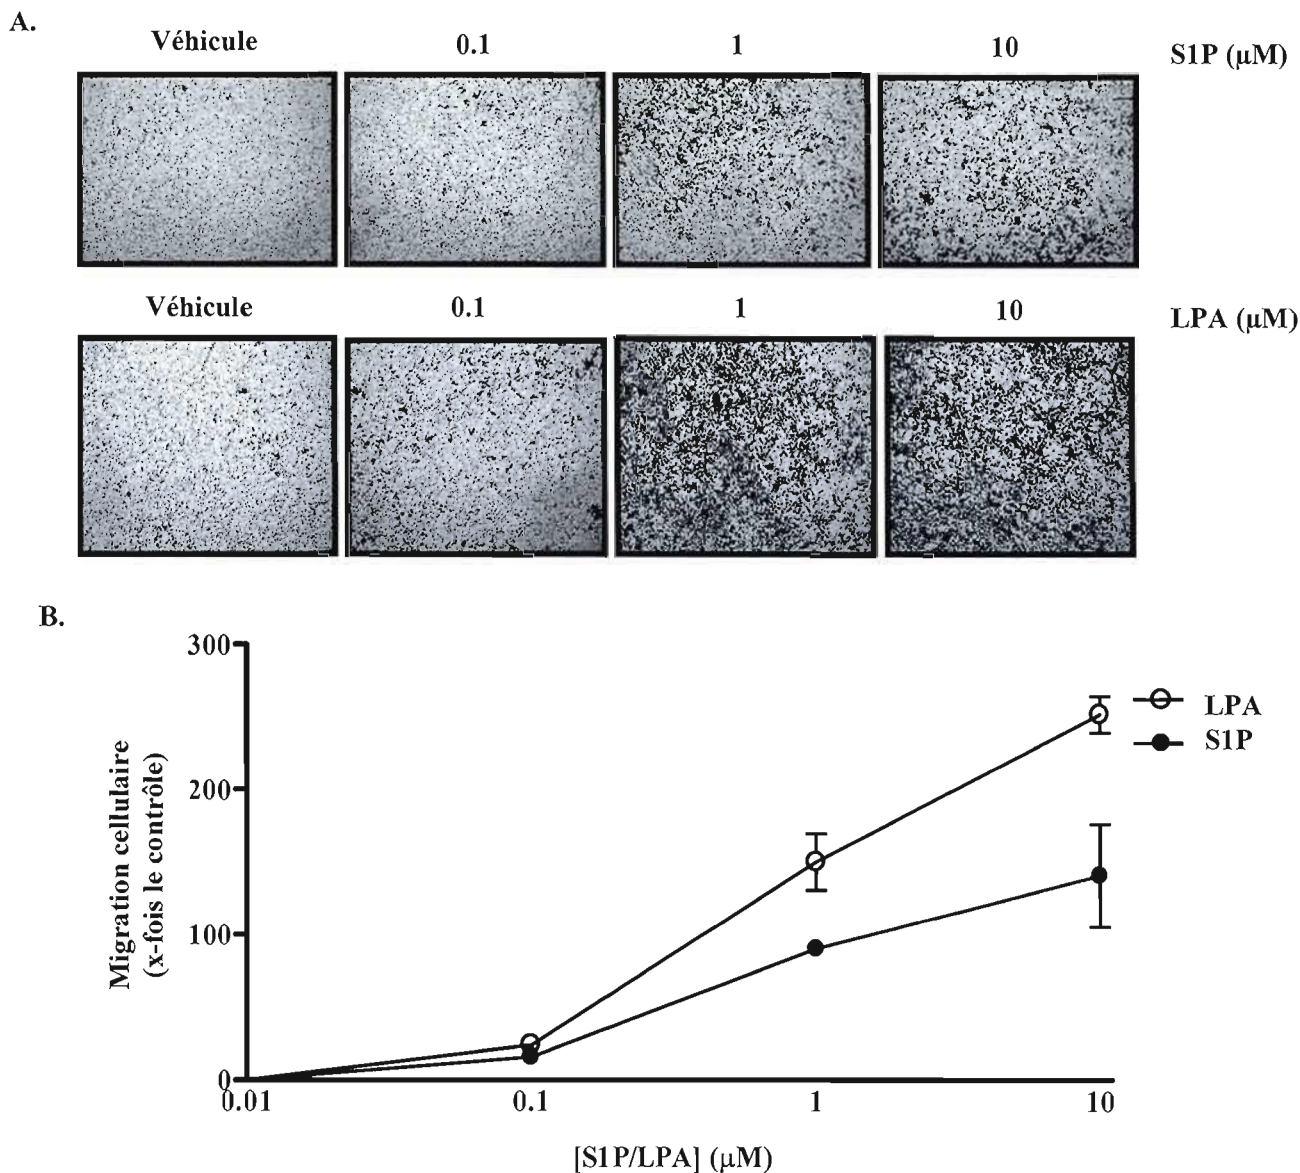 A.
Véhicule 0.1 1 10 S1P (µM)
Véhicule 0.1 1 10 LPA (µM)
B.
300
200
100
0
Migration cellulaire
(x-fois le contrôle)
LPA
S1P
0.01 0.1 1 10
[S1P/LPA] (µM)